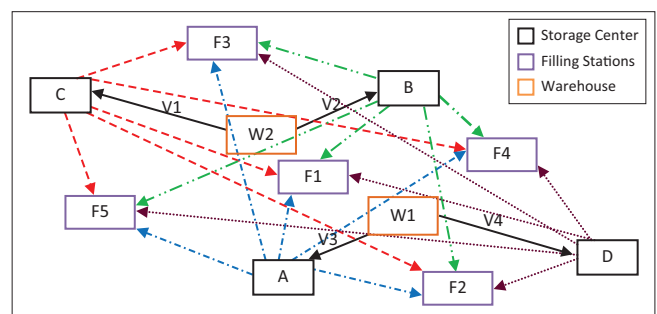 Storage Center
Filling Stations
Warehouse
F3
C
V1
V2
B
W2
F4
F1
F5
W1
V3
V4
A
D
F2